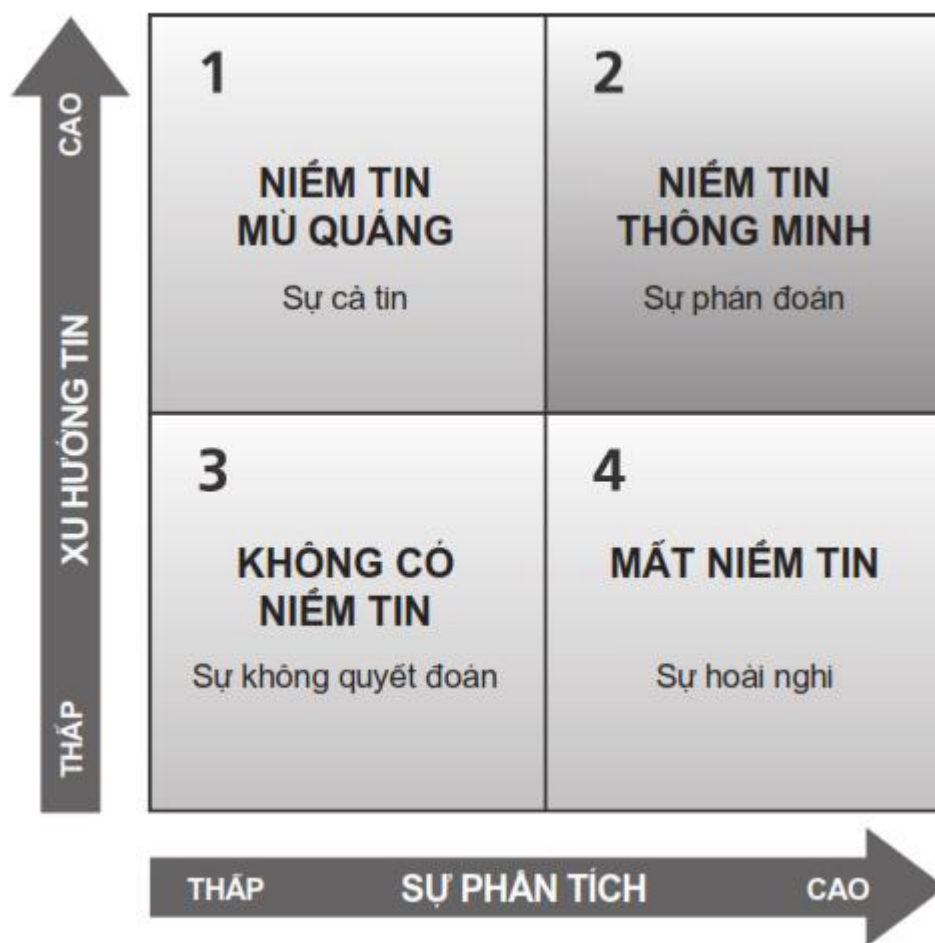 1
NIỀM TIN
MÙ QUÁNG
Sự cả tin
2
NIỀM TIN
THÔNG MINH
Sự phán đoán
3
KHÔNG CÓ
NIỀM TIN
Sự không quyết đoán
4
MẤT NIỀM TIN
Sự hoài nghi
CAO
XU HƯỚNG TIN
THẤP
THẤP
SỰ PHÂN TÍCH
CAO